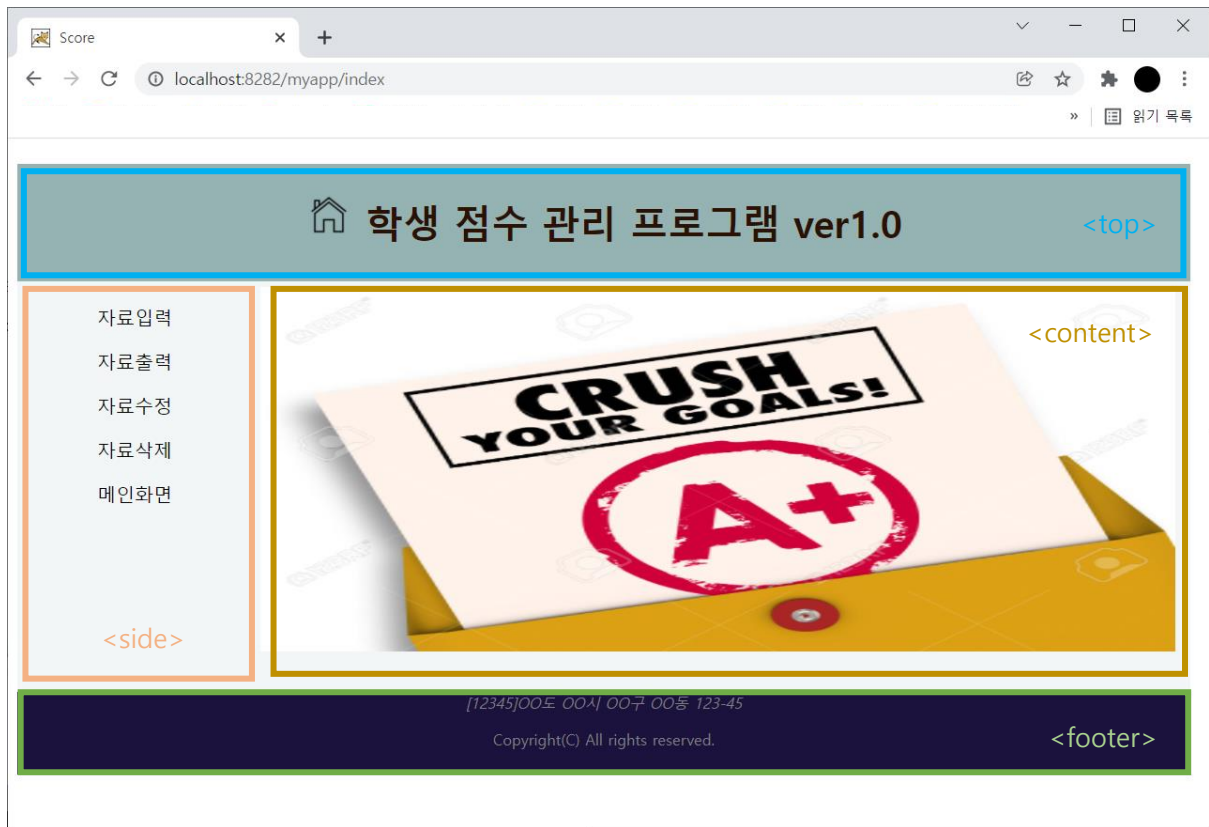 Score
localhost:8282/myapp/index
» 읽기 목록
학생 점수 관리 프로그램 ver1.0
<top>
자료입력
자료출력
자료수정
자료삭제
메인화면
<side>
<content>
CRUSH
YOUR GOALS!
A+
[12345]OO도 OO시 OO구 OO동 123-45
Copyright(C) All rights reserved.
<footer>